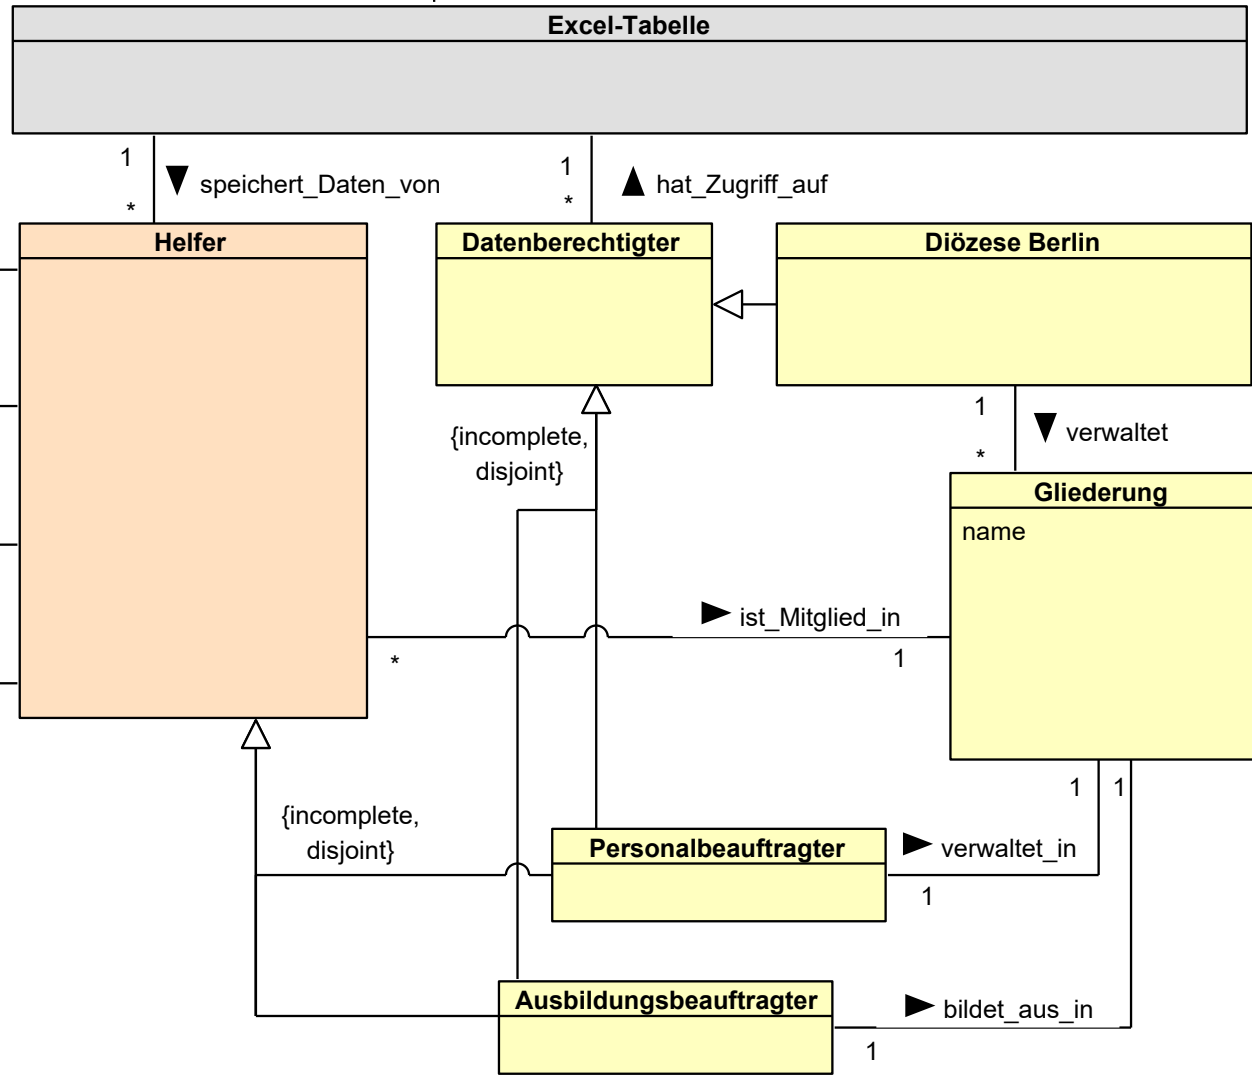 Excel-Tabelle
1
speichert_Daten_von
*
1
hat_Zugriff_auf
*
Helfer
Datenberechtigter
Diözese Berlin
1
verwaltet
*
{incomplete,
disjoint}
Gliederung
name
ist_Mitglied_in
*
1
1
1
{incomplete,
disjoint}
Personalbeauftragter
verwaltet_in
1
Ausbildungsbeauftragter
bildet_aus_in
1